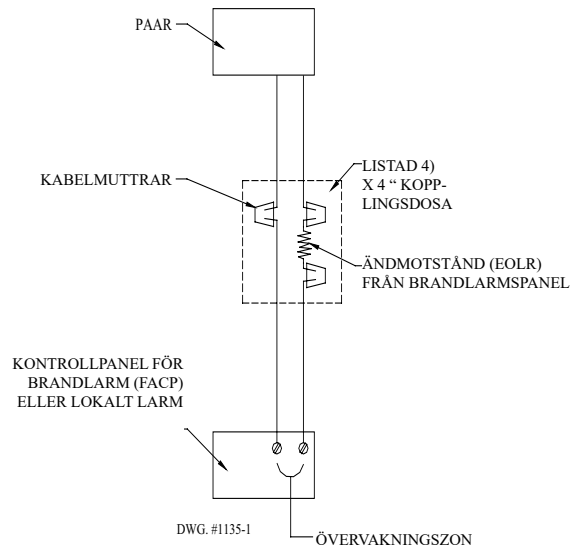 PAAR
LISTAD 4)
X 4 “ KOPP-
LINGSDOSA
KABELMUTTRAR
ÄNDMOTSTÅND (EOLR)
FRÅN BRANDLARMSPANEL
KONTROLLPANEL FÖR
BRANDLARM (FACP)
ELLER LOKALT LARM
DWG. #1135-1
ÖVERVAKNINGSZON